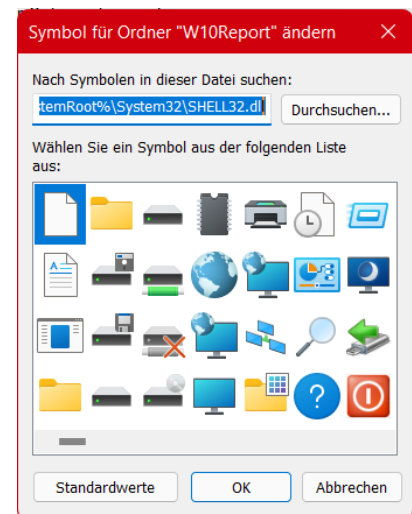 Symbol für Ordner "W10Report" ändern
Nach Symbolen in dieser Datei suchen:
temRoot%\System32\SHELL32.dl
Durchsuchen...
Wählen Sie ein Symbol aus der folgenden Liste
aus:
Standardwerte
OK
Abbrechen